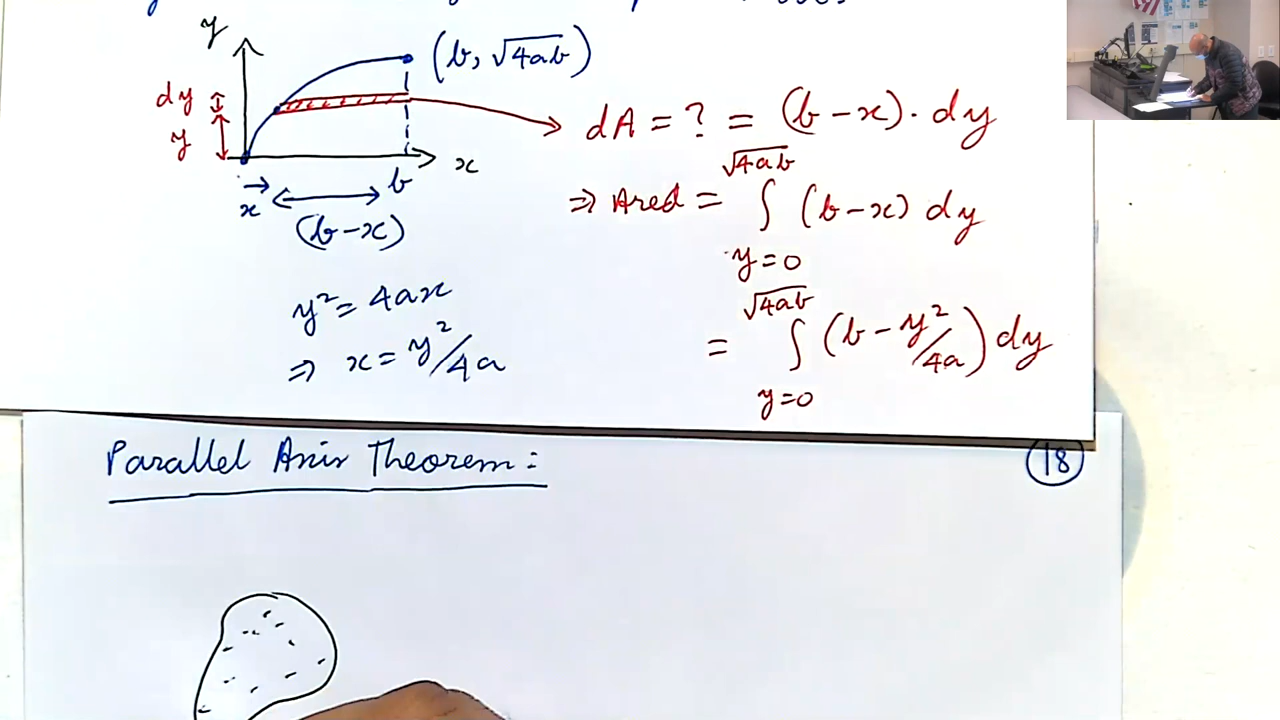 y
(b, √4ab)
dy
y
x
x
b
(b-x)
dA = ? = (b-x)·dy
√4ab
⇒ Ared = ∫ (b-x) dy
y=0
y² = 4ax
⇒ x = y²/4a
√4ab
= ∫ (b - y²/4a) dy
y=0
Parallel Axis Theorem:
18